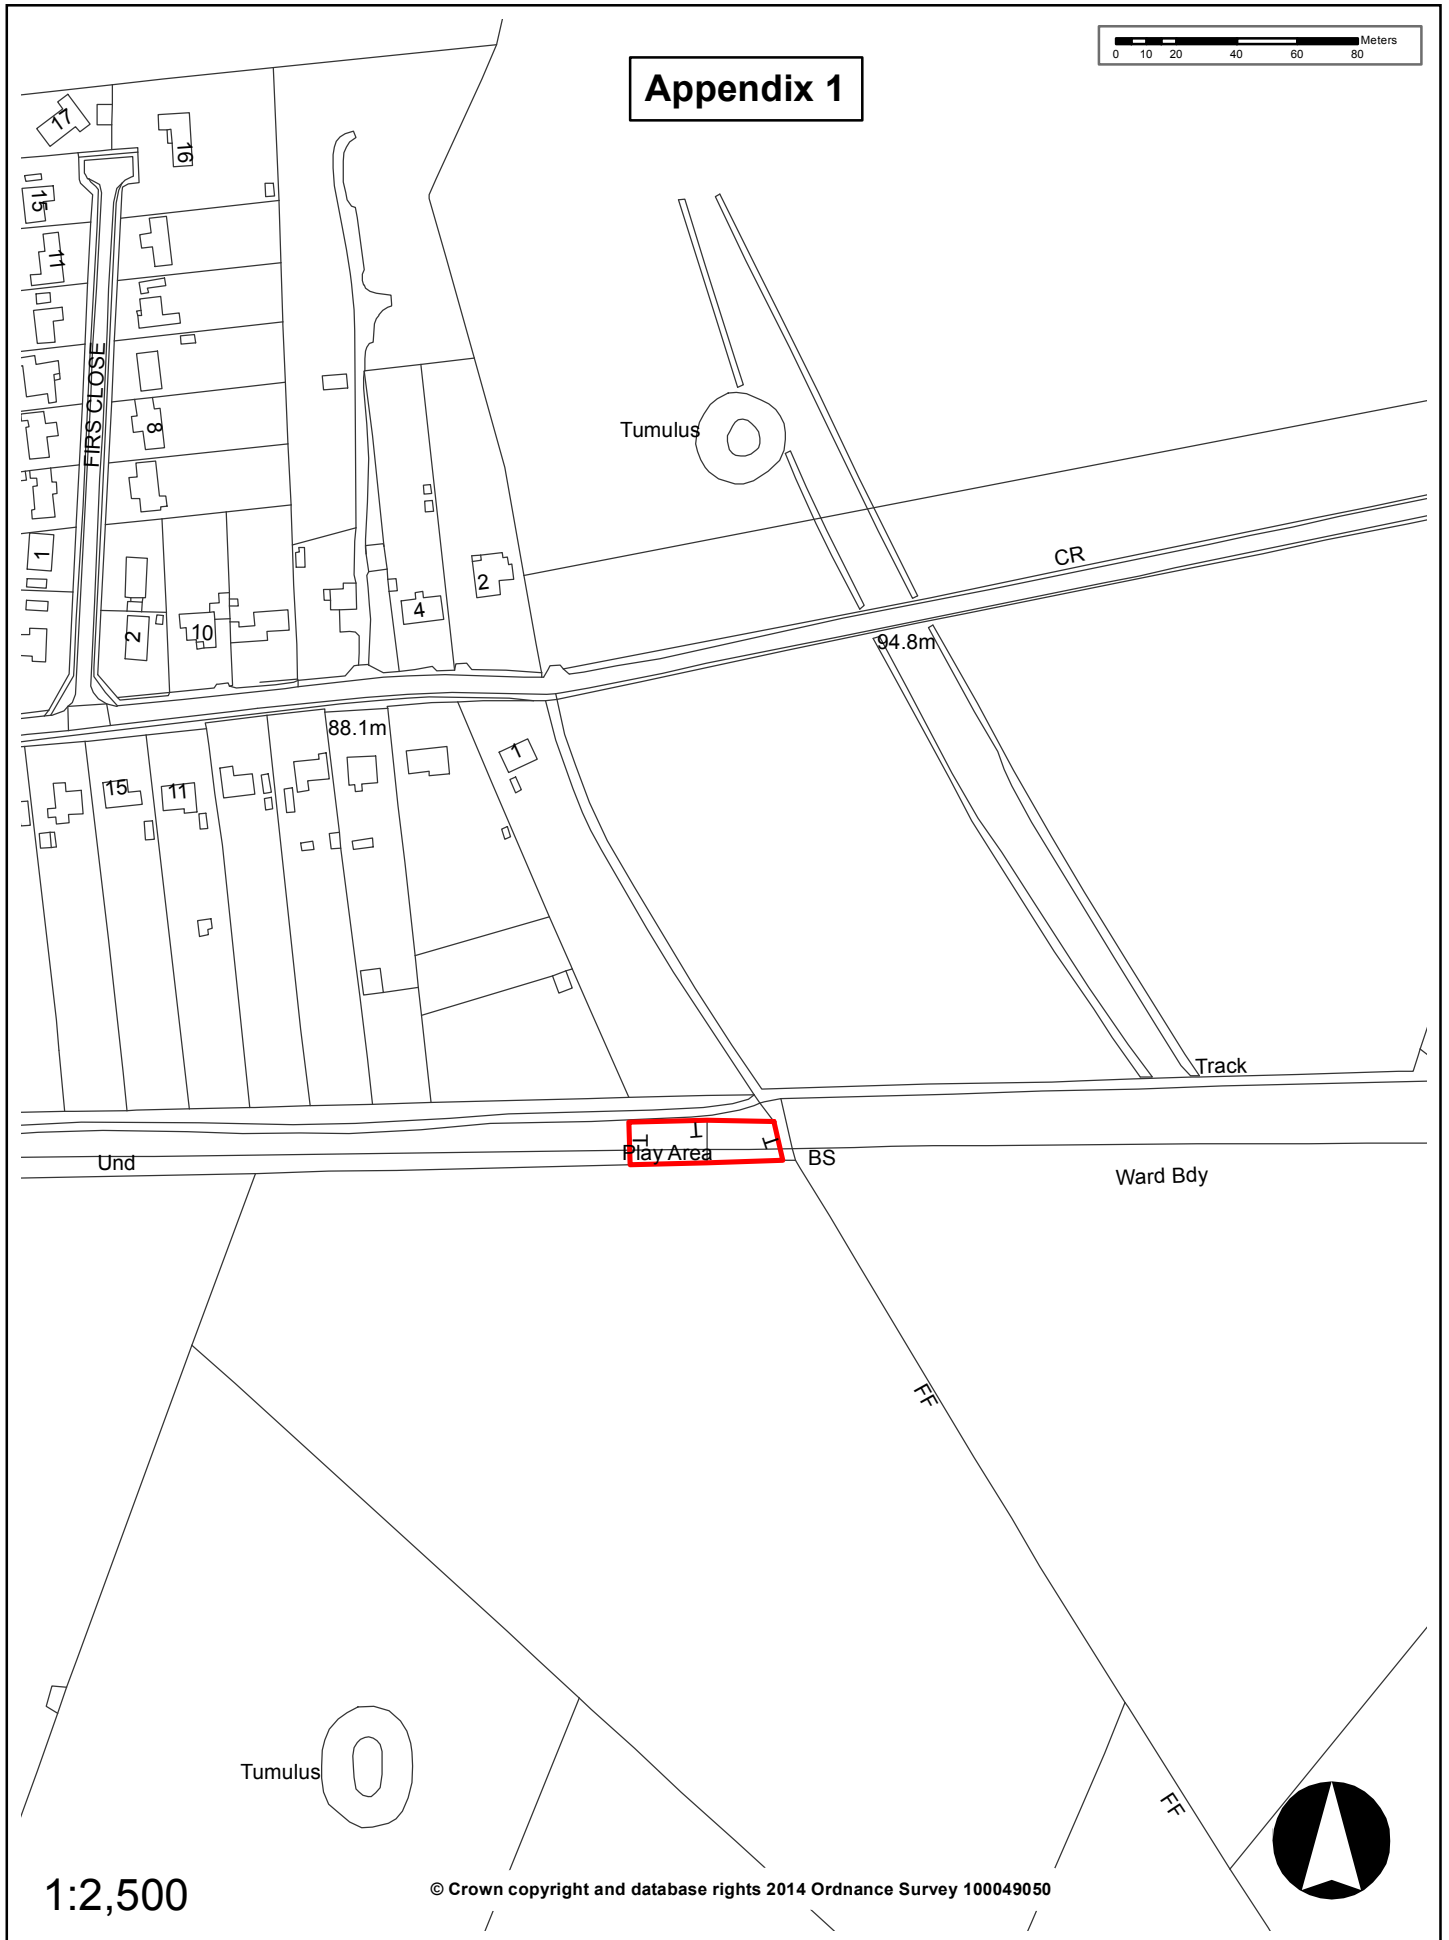 Meters
0 10 20 40 60 80
Appendix 1
17
16
15
11
FIRS CLOSE
8
Tumulus
1
2
10
4
2
CR
94.8m
88.1m
15
11
1
Track
T
T
T
Play Area
Und
BS
Ward Bdy
FF
Tumulus
FF
1:2,500
© Crown copyright and database rights 2014 Ordnance Survey 100049050